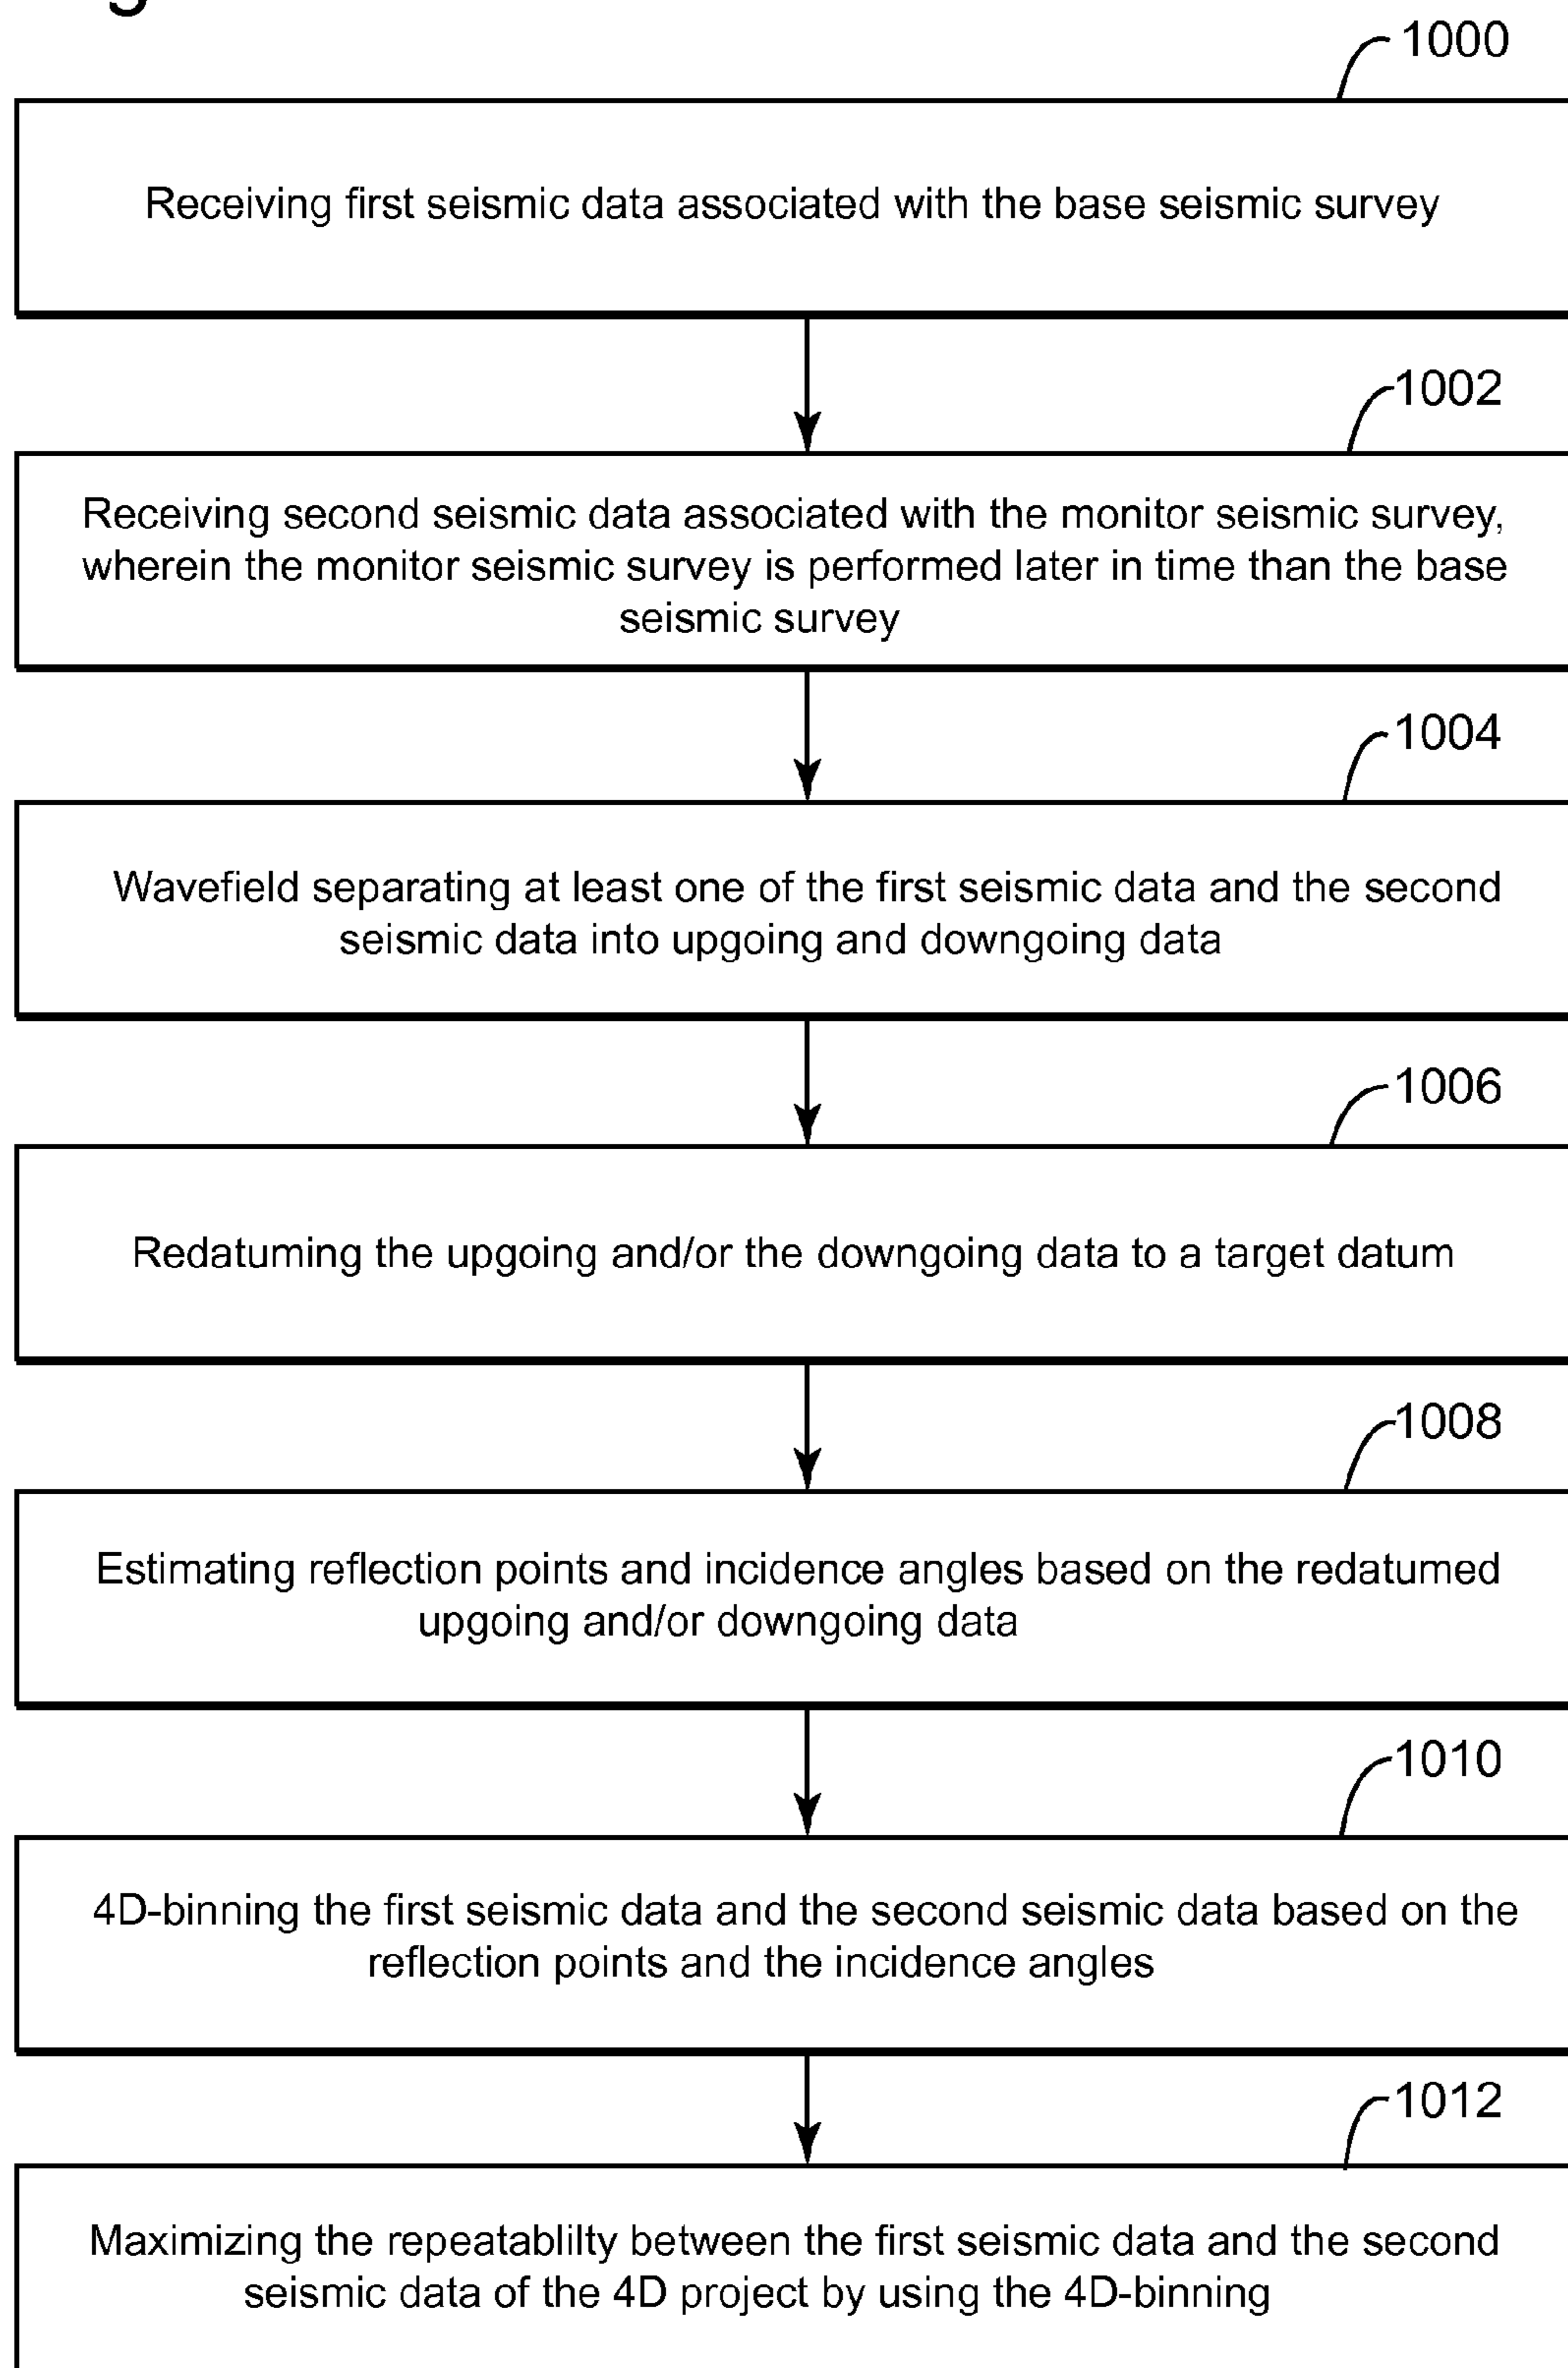 1000
Receiving first seismic data associated with the base seismic survey
1002
Receiving second seismic data associated with the monitor seismic survey,
wherein the monitor seismic survey is performed later in time than the base
seismic survey
1004
Wavefield separating at least one of the first seismic data and the second
seismic data into upgoing and downgoing data
1006
Redatuming the upgoing and/or the downgoing data to a target datum
1008
Estimating reflection points and incidence angles based on the redatumed
upgoing and/or downgoing data
1010
4D-binning the first seismic data and the second seismic data based on the
reflection points and the incidence angles
1012
Maximizing the repeatablilty between the first seismic data and the second
seismic data of the 4D project by using the 4D-binning